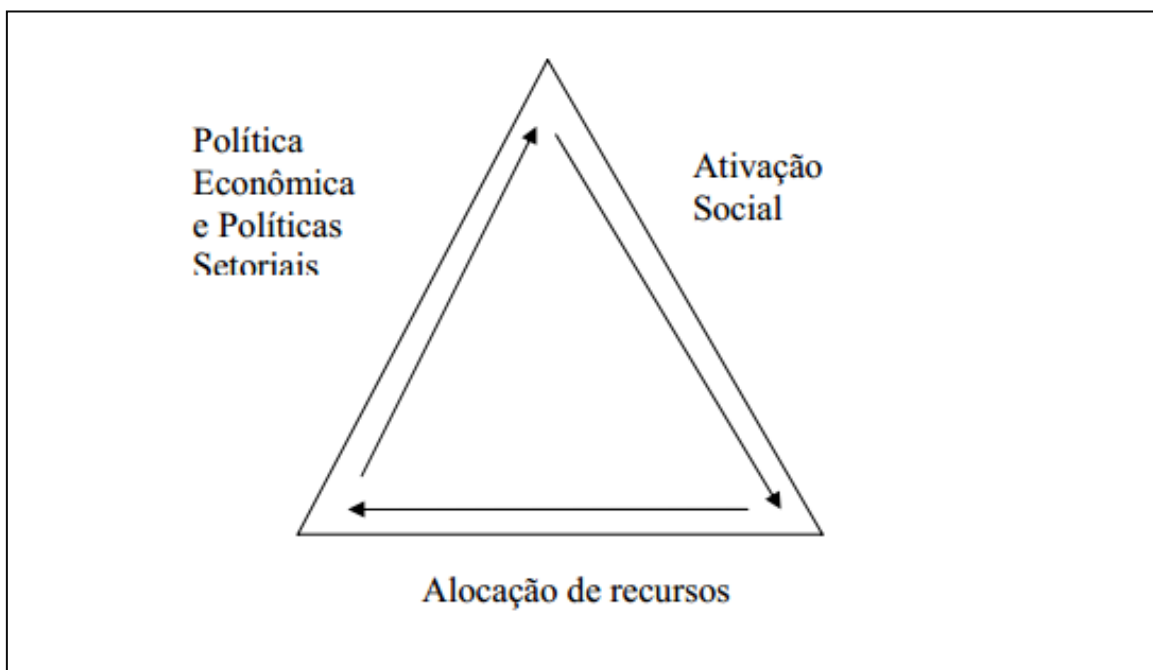 Política
Econômica
e Políticas
Setoriais
Ativação
Social
Alocação de recursos